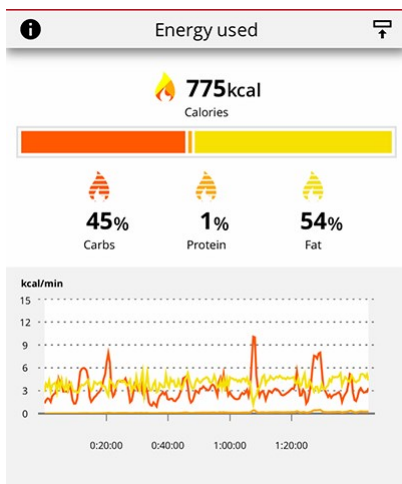 Energy used
775kcal
Calories
45% 1% 54%
Carbs Protein Fat
kcal/min
15
12
9
6
3
0
0:20:00 0:40:00 1:00:00 1:20:00